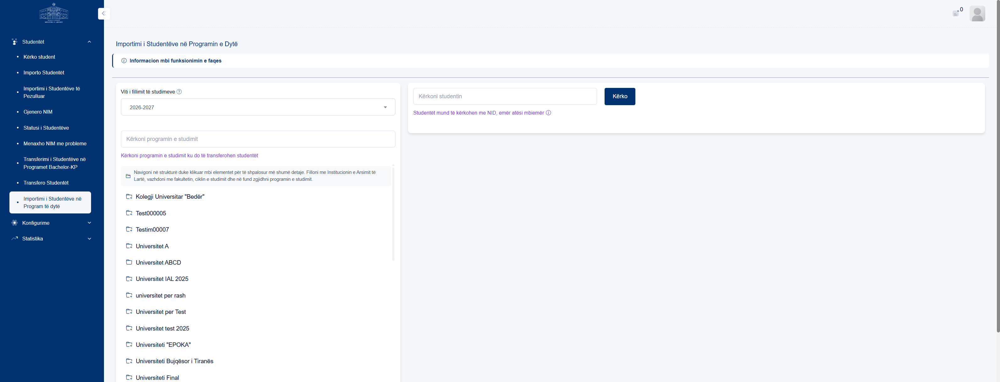 MINISTRIA E ARSIMIT
Studentët
Kërko student
Importo Studentët
Importimi i Studentëve të
Pezulluar
Gjenero NIM
Statusi i Studentëve
Menaxho NIM me probleme
Transferimi i Studentëve në
Programet Bachelor-KP
Transfero Studentët
Importimi i Studentëve në
Program të dytë
Konfigurime
Statistika
0
Importimi i Studentëve në Programin e Dytë
Informacion mbi funksionimin e faqes
Viti i fillimit të studimeve
2026-2027
Kërkoni programin e studimit
Kërkoni programin e studimit ku do të transferohen studentët
Navigoni në strukturë duke klikuar mbi elementet për të shpalosur më shumë detaje. Filloni me Institucionin e Arsimit të
Lartë, vazhdoni me fakultetin, ciklin e studimit dhe në fund zgjidhni programin e studimit.
Kolegji Universitar "Bedër"
Test000005
Testim00007
Universitet A
Universitet ABCD
Universitet IAL 2025
universitet per rash
Universitet per Test
Universitet test 2025
Universiteti "EPOKA"
Universiteti Bujqësor i Tiranës
Universiteti Final
Kërkoni studentin
Kërko
Studentët mund të kërkohen me NID, emër atësi mbiemër